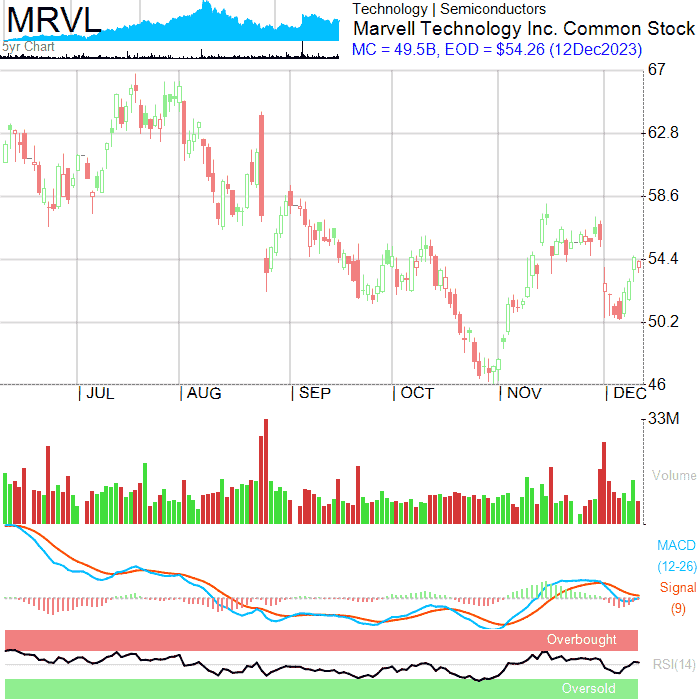 MRVL
5yr Chart
Technology | Semiconductors
Marvell Technology Inc. Common Stock
MC = 49.5B, EOD = $54.26 (12Dec2023)
67
62.8
58.6
54.4
50.2
46
JUL AUG SEP OCT NOV DEC
33M
Volume
MACD
(12-26)
Signal
(9)
Overbought
RSI(14)
Oversold